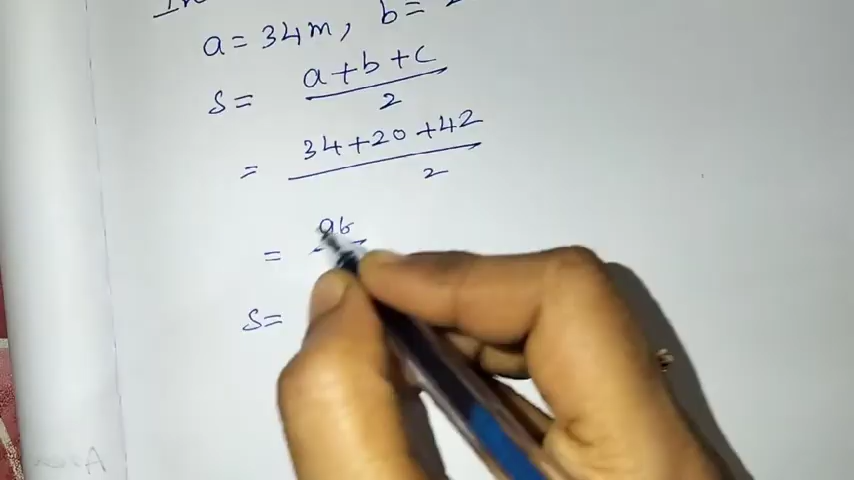 a = 34m, b =
S = a+b+c / 2
= 34+20+42 / 2
= 96
S =